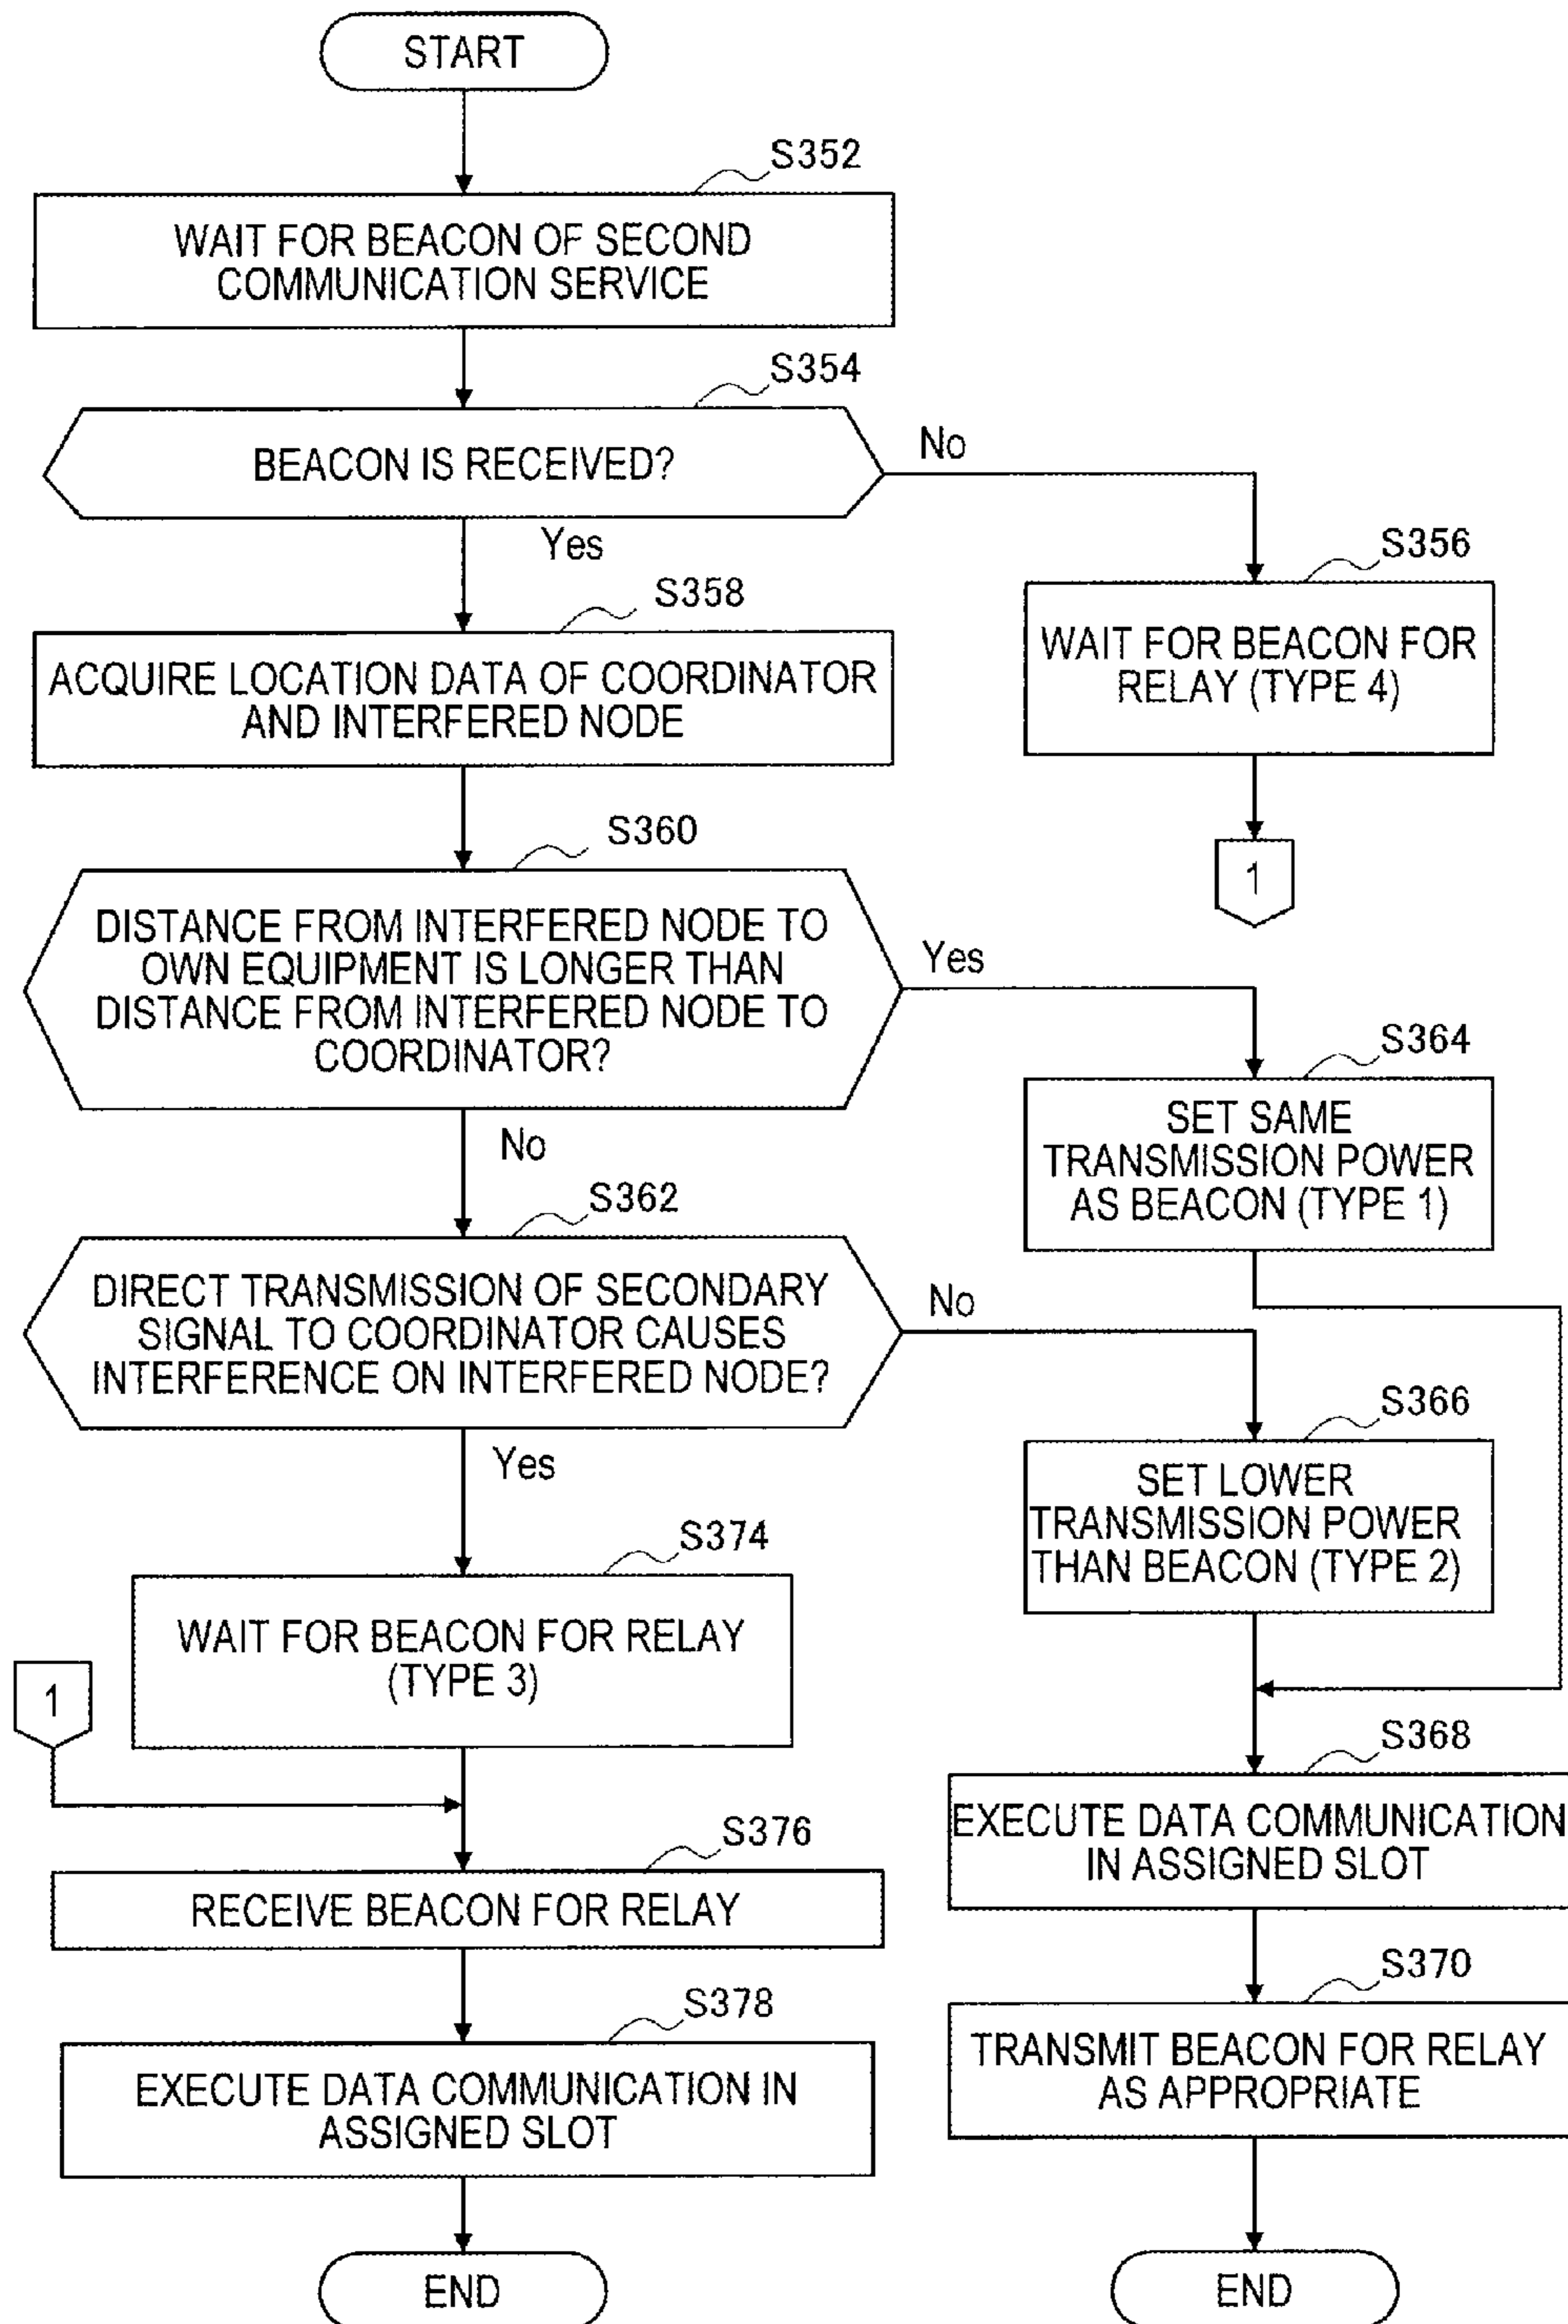 START
S352
WAIT FOR BEACON OF SECOND
COMMUNICATION SERVICE
S354
BEACON IS RECEIVED?
No
Yes
S356
WAIT FOR BEACON FOR
RELAY (TYPE 4)
1
S358
ACQUIRE LOCATION DATA OF COORDINATOR
AND INTERFERED NODE
S360
DISTANCE FROM INTERFERED NODE TO
OWN EQUIPMENT IS LONGER THAN
DISTANCE FROM INTERFERED NODE TO
COORDINATOR?
Yes
No
S364
SET SAME
TRANSMISSION POWER
AS BEACON (TYPE 1)
S362
DIRECT TRANSMISSION OF SECONDARY
SIGNAL TO COORDINATOR CAUSES
INTERFERENCE ON INTERFERED NODE?
No
Yes
S366
SET LOWER
TRANSMISSION POWER
THAN BEACON (TYPE 2)
S374
WAIT FOR BEACON FOR RELAY
(TYPE 3)
1
S376
RECEIVE BEACON FOR RELAY
S378
EXECUTE DATA COMMUNICATION IN
ASSIGNED SLOT
END
S368
EXECUTE DATA COMMUNICATION
IN ASSIGNED SLOT
S370
TRANSMIT BEACON FOR RELAY
AS APPROPRIATE
END